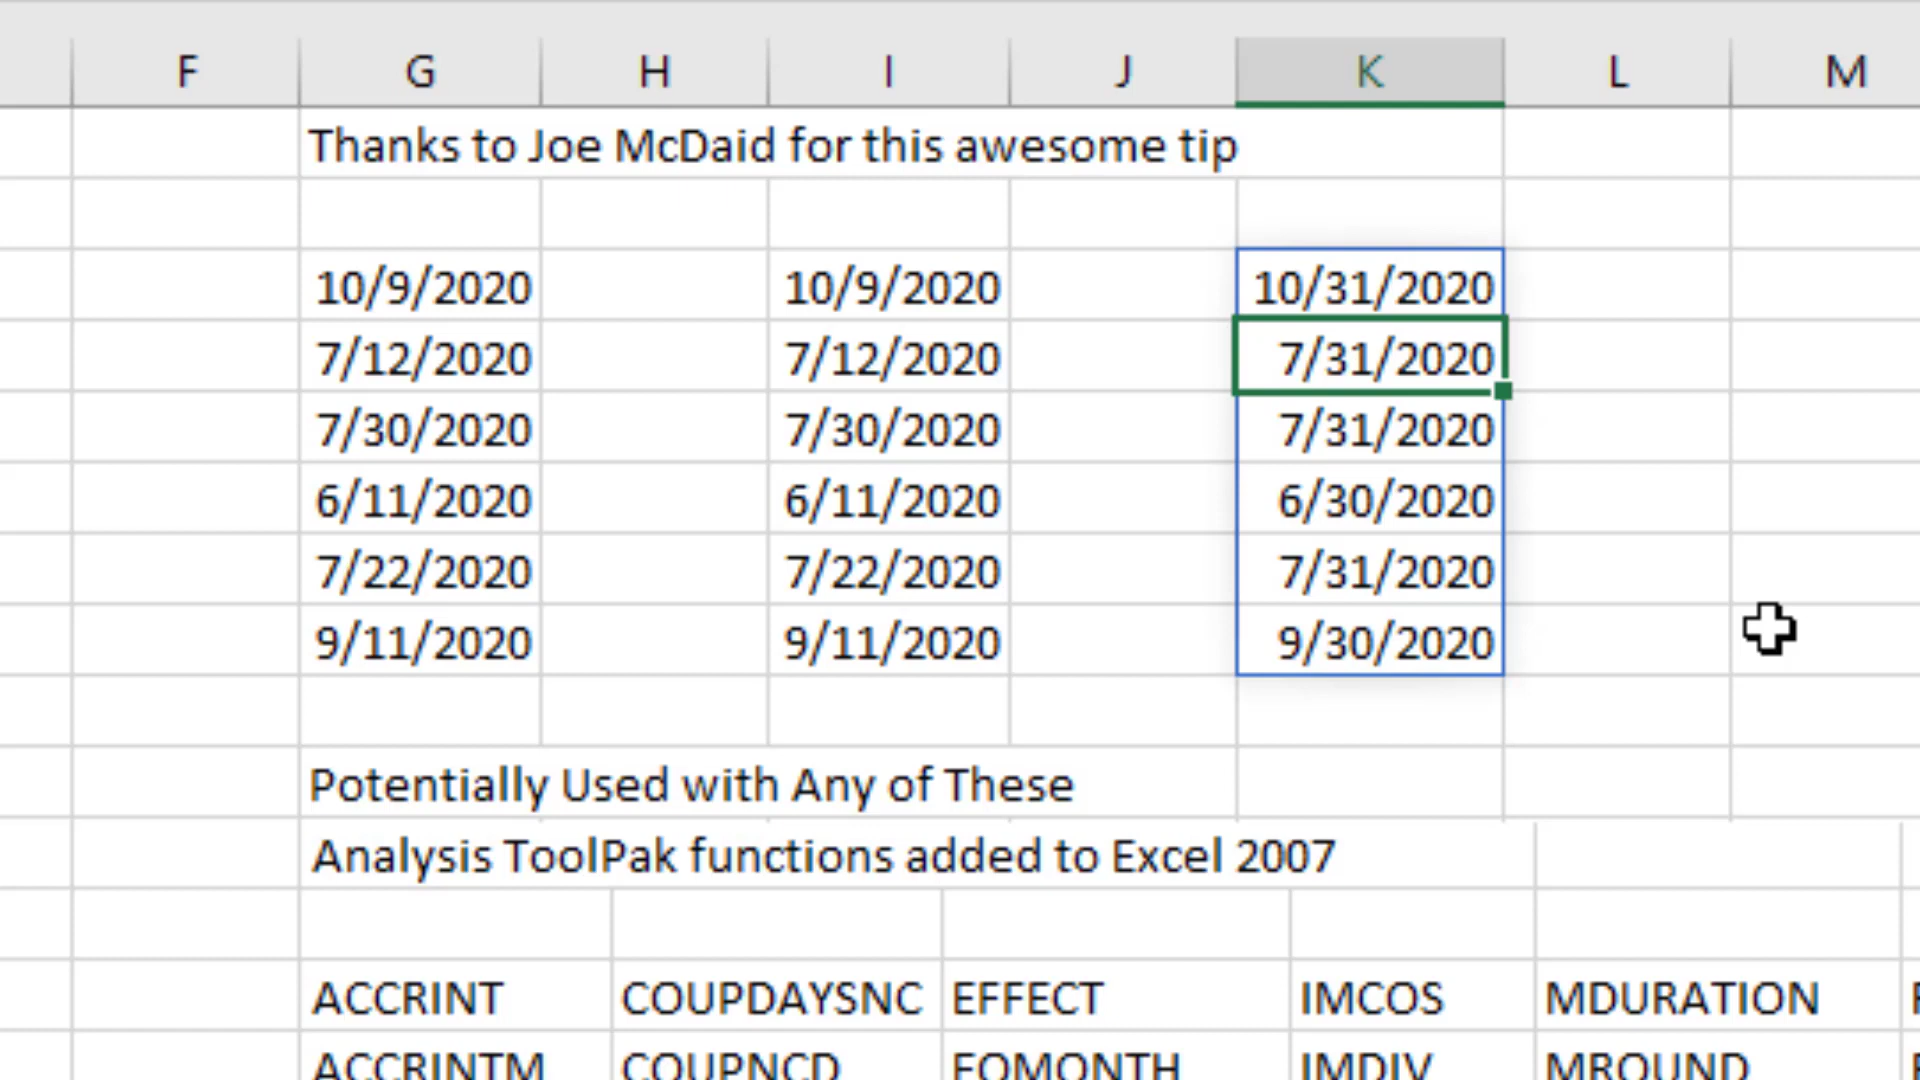 F G H I J K L M
Thanks to Joe McDaid for this awesome tip
10/9/2020 10/9/2020 10/31/2020
7/12/2020 7/12/2020 7/31/2020
7/30/2020 7/30/2020 7/31/2020
6/11/2020 6/11/2020 6/30/2020
7/22/2020 7/22/2020 7/31/2020
9/11/2020 9/11/2020 9/30/2020
Potentially Used with Any of These
Analysis ToolPak functions added to Excel 2007
ACCRINT COUPDAYSNC EFFECT IMCOS MDURATION
ACCRINTM COUPNCD EOMONTH IMDIV MROUND